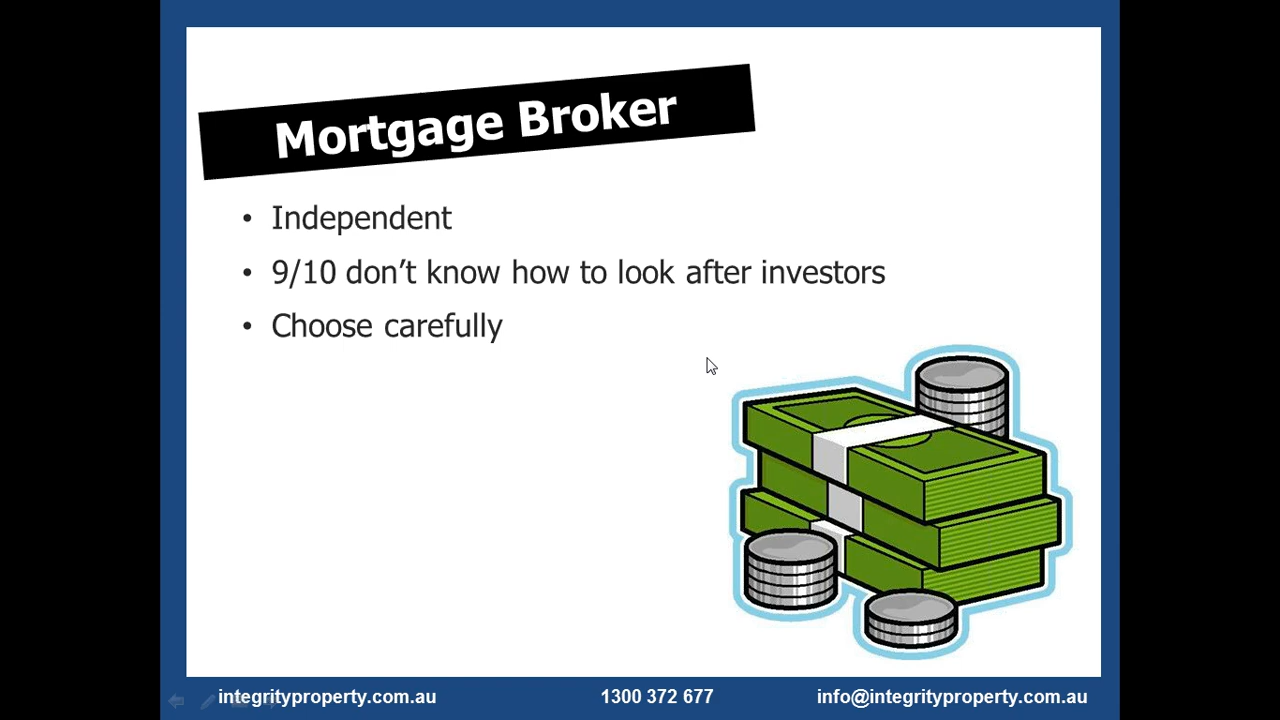 Mortgage Broker
• Independent
• 9/10 don’t know how to look after investors
• Choose carefully
integrityproperty.com.au 1300 372 677 info@integrityproperty.com.au